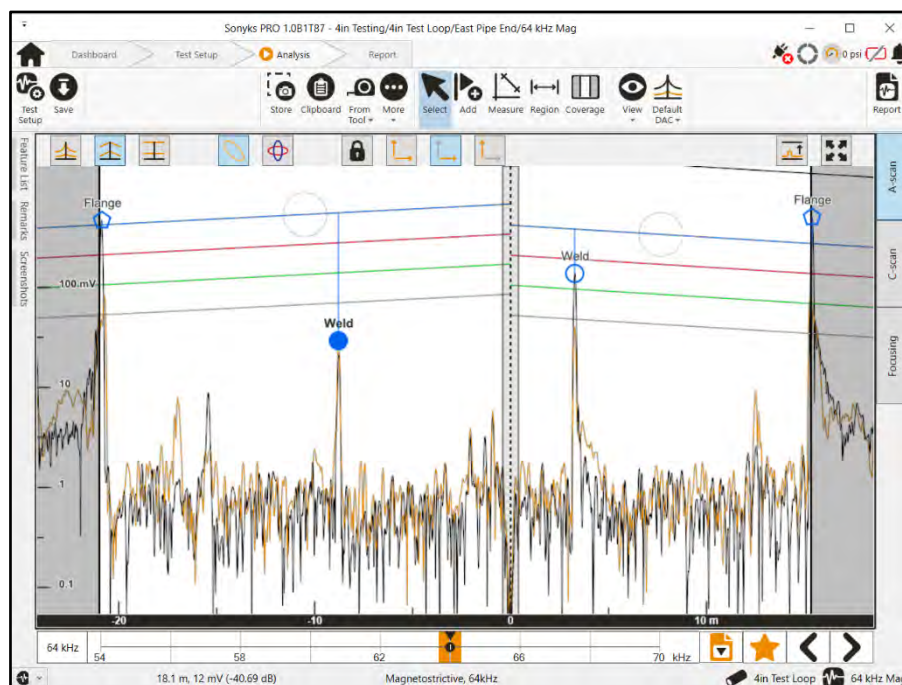 Sonyks PRO 1.0B1T87 - 4in Testing/4in Test Loop/East Pipe End/64 kHz Mag
Dashboard Test Setup Analysis Report
0 psi
Test Setup Save Store Clipboard From Tool More Select Add Measure Region Coverage View Default DAC Report
Feature List
Remarks
Screenshots
A-scan
C-scan
Focusing
Flange
Flange
Weld
100 mV
Weld
10
1
0.1
-20 -10 0 10 m
64 kHz
54 58 62 66 70 kHz
18.1 m, 12 mV (-40.69 dB) Magnetostrictive, 64kHz 4in Test Loop 64 kHz Mag